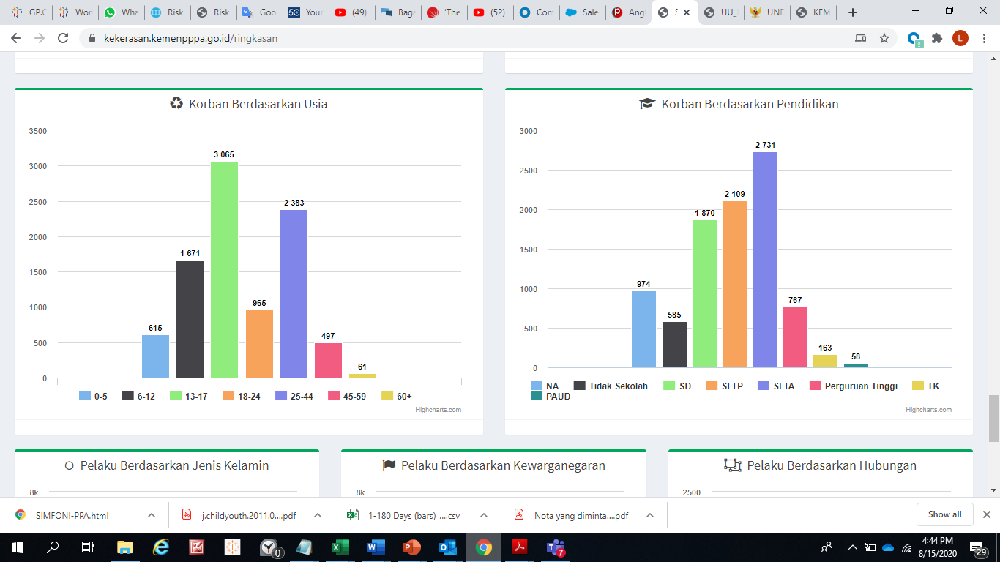 GP.C
Wor
Wha
Risk
Risk
Goo
5C Your
(49)
Baga
'The
(52)
Com
Sale
Ang
S
UU_
UND
KEM
kekerasan.kemenpppa.go.id/ringkasan
L
Korban Berdasarkan Usia
3500
3000
2500
2000
1500
1000
500
0
615
1 671
3 065
965
2 383
497
61
0-5 6-12 13-17 18-24 25-44 45-59 60+
Highcharts.com
Korban Berdasarkan Pendidikan
3000
2500
2000
1500
1000
500
0
974
585
1 870
2 109
2 731
767
163
58
NA Tidak Sekolah SD SLTP SLTA Perguruan Tinggi TK
PAUD
Highcharts.com
Pelaku Berdasarkan Jenis Kelamin
8k
Pelaku Berdasarkan Kewarganegaran
8k
Pelaku Berdasarkan Hubungan
2500
SIMFONI-PPA.html
j.childyouth.2011.0....pdf
1-180 Days (bars)_....csv
Nota yang diminta....pdf
Show all
0
7
4:44 PM
8/15/2020
29